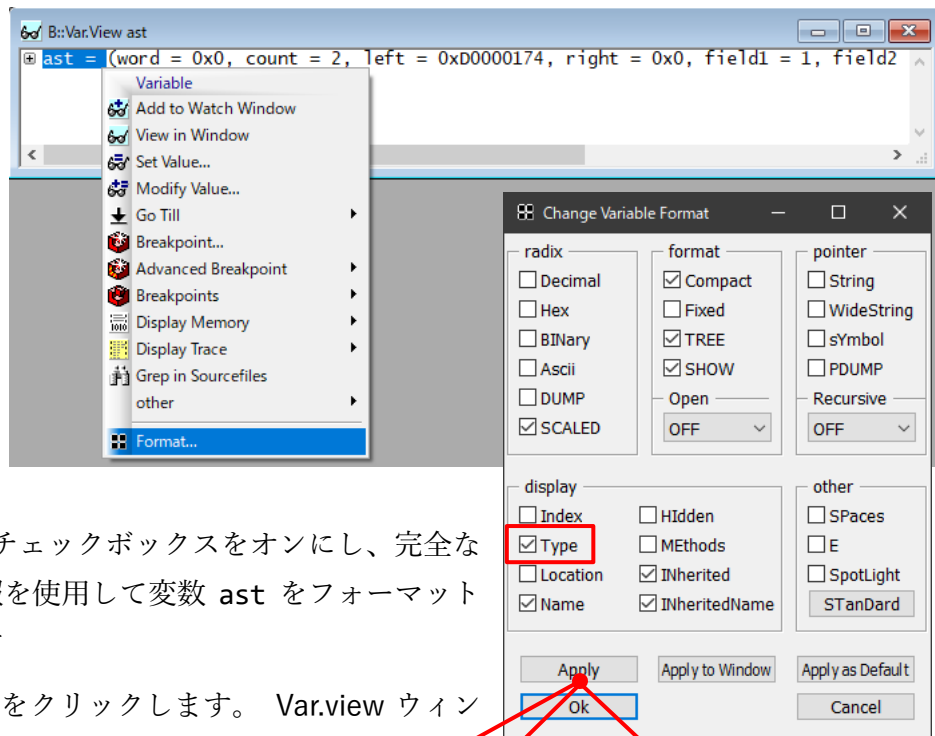 B::Var.View ast
ast = (word = 0x0, count = 2, left = 0xD0000174, right = 0x0, field1 = 1, field2
Variable
Add to Watch Window
View in Window
Set Value...
Modify Value...
Go Till
Breakpoint...
Advanced Breakpoint
Breakpoints
Display Memory
Display Trace
Grep in Sourcefiles
other
Format...
Change Variable Format
radix
Decimal
Hex
BINary
Ascii
DUMP
SCALED
format
Compact
Fixed
TREE
SHOW
Open
OFF
pointer
String
WideString
sYmbol
PDUMP
Recursive
OFF
display
Index
Type
Location
Name
HIdden
MEthods
INherited
INheritedName
other
SPaces
E
SpotLight
STanDard
Apply
Apply to Window
Apply as Default
Ok
Cancel
チェックボックスをオンにし、完全な
を使用して変数 ast をフォーマット
をクリックします。 Var.view ウィン